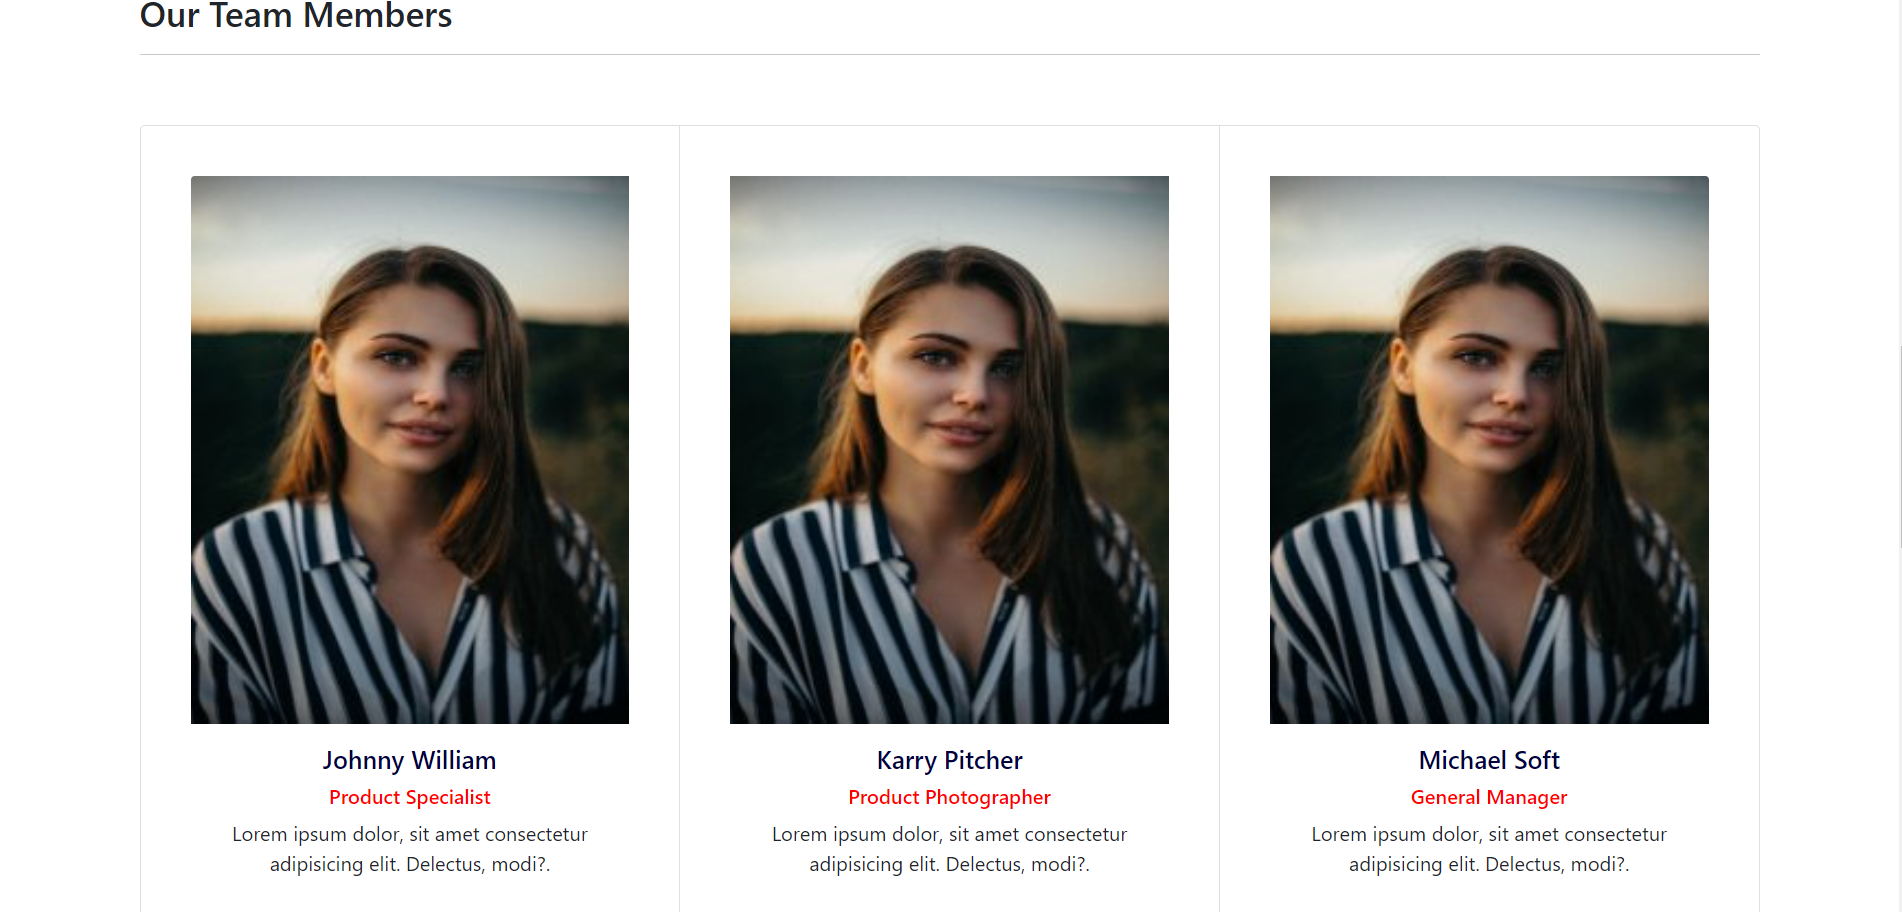 Our Team Members
Johnny William
Product Specialist
Lorem ipsum dolor, sit amet consectetur
adipisicing elit. Delectus, modi?.
Karry Pitcher
Product Photographer
Lorem ipsum dolor, sit amet consectetur
adipisicing elit. Delectus, modi?.
Michael Soft
General Manager
Lorem ipsum dolor, sit amet consectetur
adipisicing elit. Delectus, modi?.